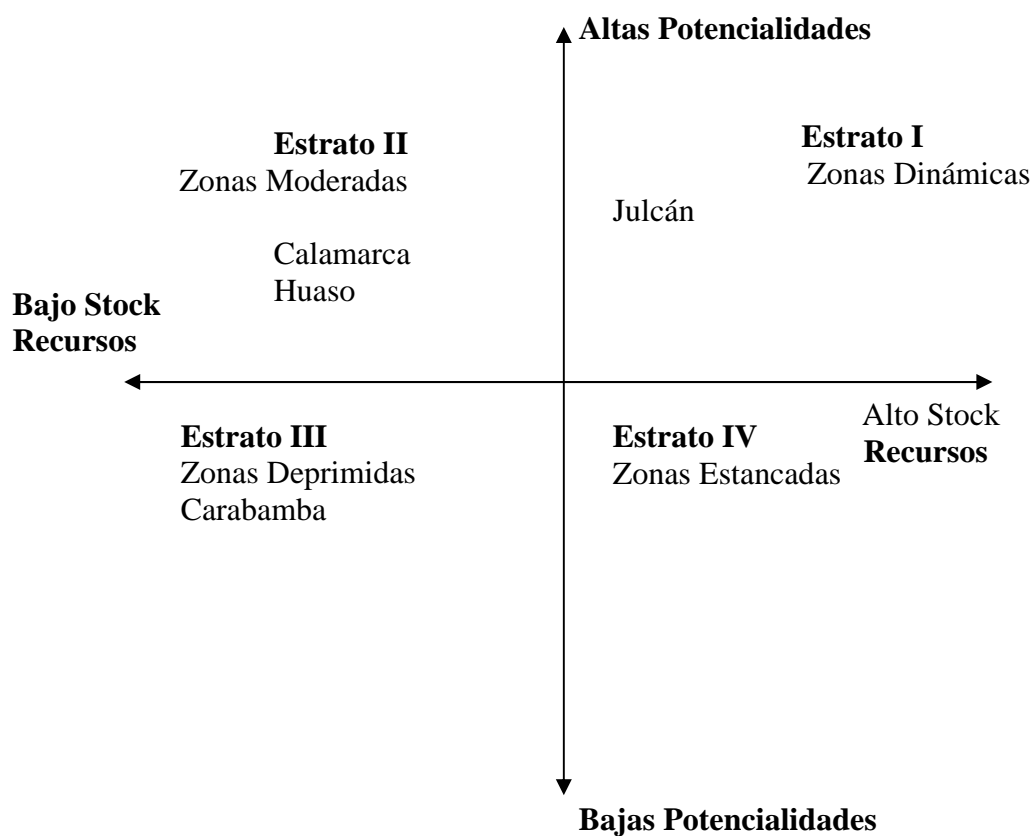 Altas Potencialidades
Estrato II
Zonas Moderadas
Calamarca
Huaso
Estrato I
Zonas Dinámicas
Julcán
Bajo Stock
Recursos
Alto Stock
Recursos
Estrato III
Zonas Deprimidas
Carabamba
Estrato IV
Zonas Estancadas
Bajas Potencialidades